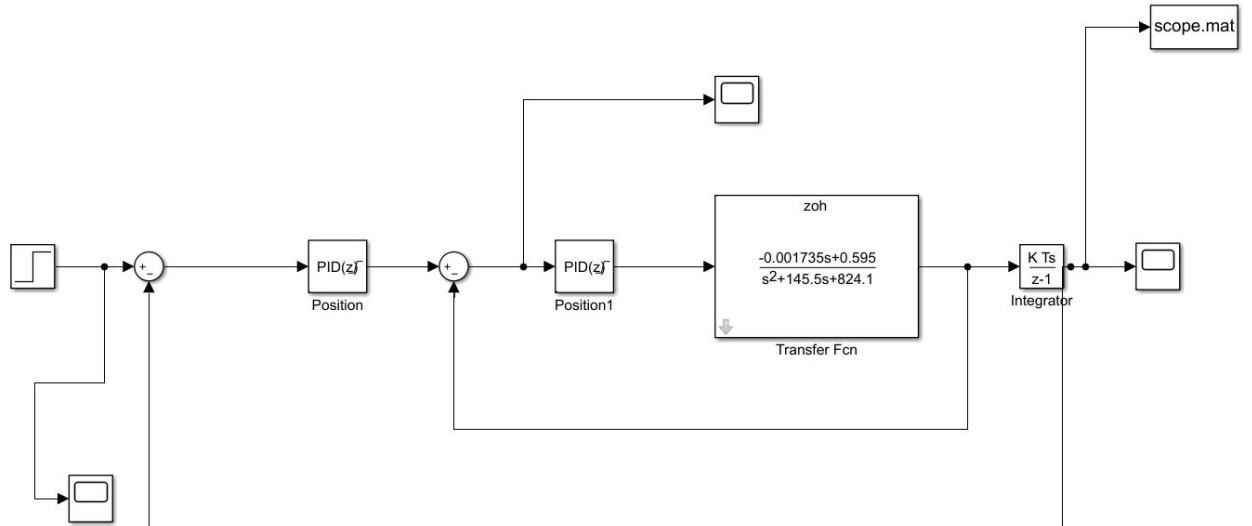 scope.mat
zoh
-0.001735s+0.595
s²+145.5s+824.1
Transfer Fcn
+
−
PID(z)
Position
+
−
PID(z)
Position1
K Ts
z-1
Integrator